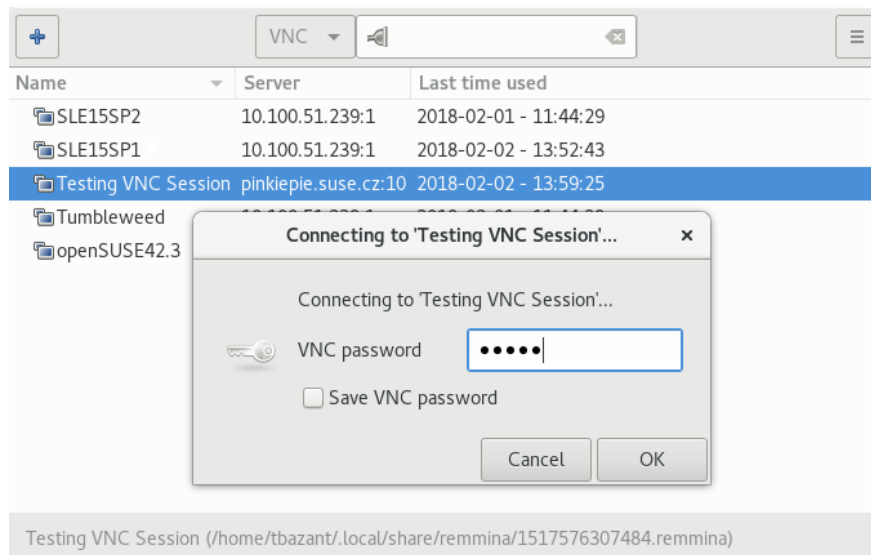 VNC
Name Server Last time used
SLE15SP2 10.100.51.239:1 2018-02-01 - 11:44:29
SLE15SP1 10.100.51.239:1 2018-02-02 - 13:52:43
Testing VNC Session pinkiepie.suse.cz:10 2018-02-02 - 13:59:25
Tumbleweed
openSUSE42.3
Connecting to 'Testing VNC Session'...
Connecting to 'Testing VNC Session'...
VNC password
Save VNC password
Cancel OK
Testing VNC Session (/home/tbazant/.local/share/remmina/1517576307484.remmina)